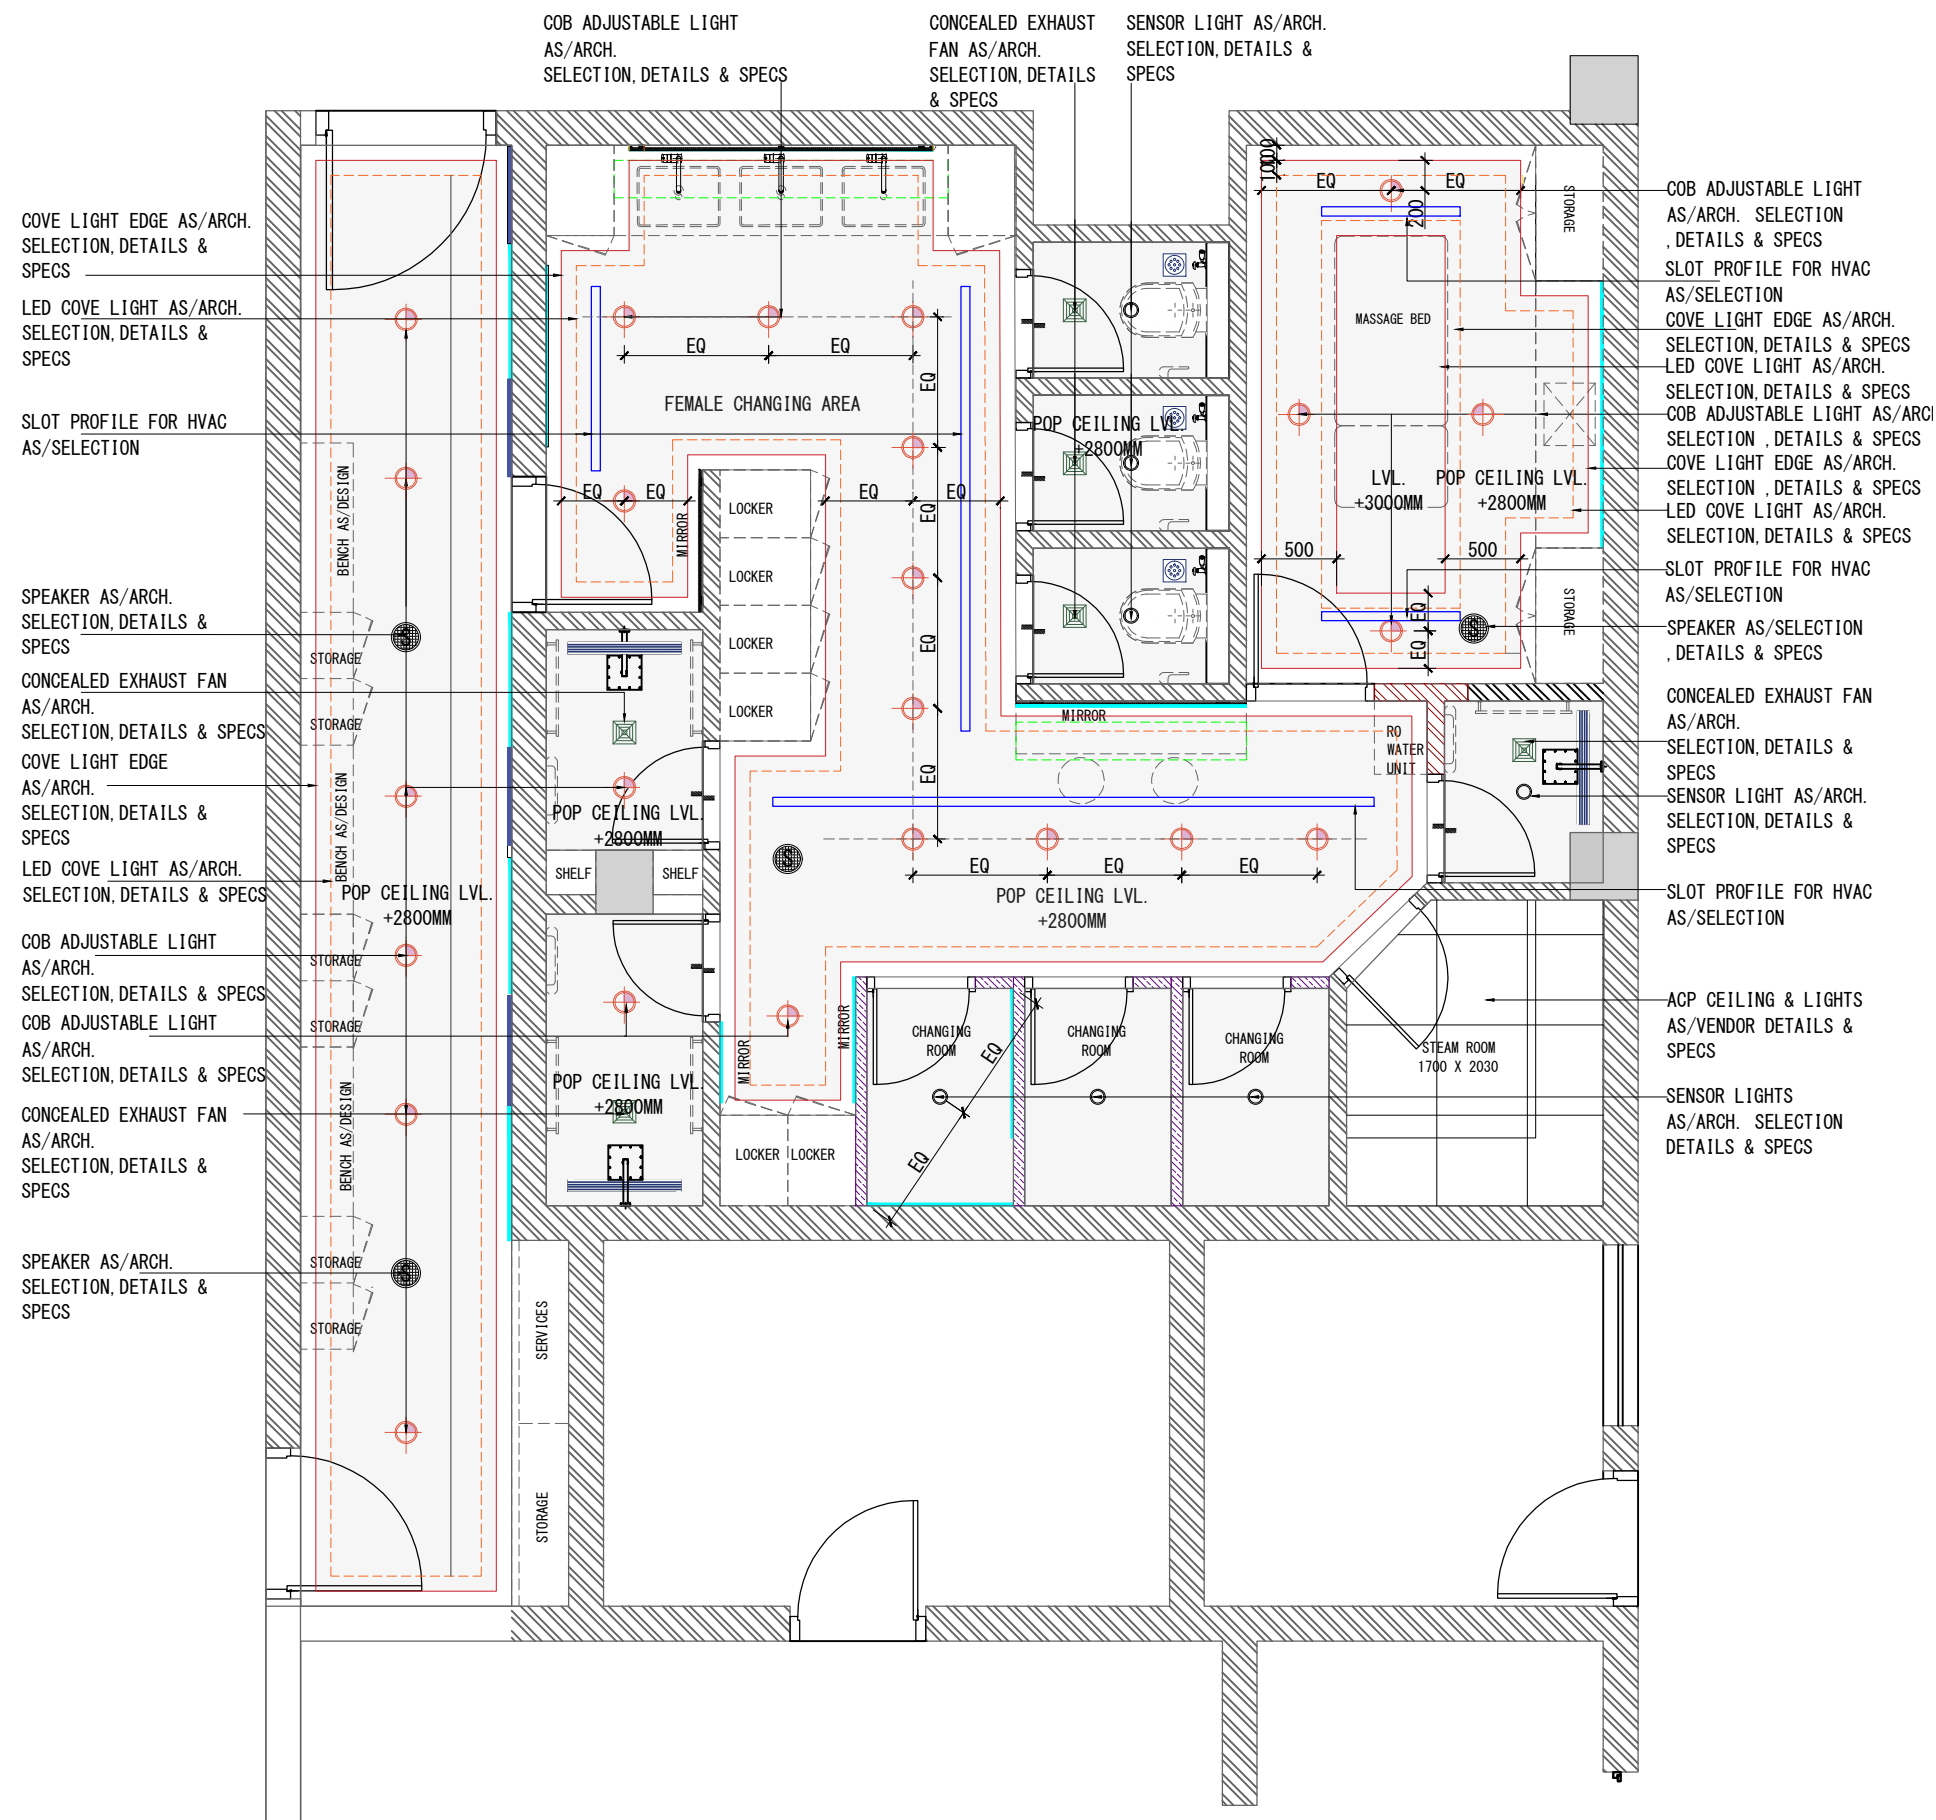 COB ADJUSTABLE LIGHT
AS/ARCH.
SELECTION, DETAILS & SPECS
CONCEALED EXHAUST
FAN AS/ARCH.
SELECTION, DETAILS
& SPECS
SENSOR LIGHT AS/ARCH.
SELECTION, DETAILS &
SPECS
COVE LIGHT EDGE AS/ARCH.
SELECTION, DETAILS &
SPECS
LED COVE LIGHT AS/ARCH.
SELECTION, DETAILS &
SPECS
SLOT PROFILE FOR HVAC
AS/SELECTION
SPEAKER AS/ARCH.
SELECTION, DETAILS &
SPECS
CONCEALED EXHAUST FAN
AS/ARCH.
SELECTION, DETAILS & SPECS
COVE LIGHT EDGE
AS/ARCH.
SELECTION, DETAILS &
SPECS
LED COVE LIGHT AS/ARCH.
SELECTION, DETAILS & SPECS
COB ADJUSTABLE LIGHT
AS/ARCH.
SELECTION, DETAILS & SPECS
COB ADJUSTABLE LIGHT
AS/ARCH.
SELECTION, DETAILS & SPECS
CONCEALED EXHAUST FAN
AS/ARCH.
SELECTION, DETAILS &
SPECS
SPEAKER AS/ARCH.
SELECTION, DETAILS &
SPECS
BENCH AS/DESIGN
STORAGE
STORAGE
BENCH AS/DESIGN
POP CEILING LVL.
+2800MM
STORAGE
STORAGE
BENCH AS/DESIGN
STORAGE
STORAGE
S
S
SERVICES
STORAGE
EQ
EQ
FEMALE CHANGING AREA
EQ
EQ
EQ
MIRROR
LOCKER
LOCKER
LOCKER
LOCKER
EQ
EQ
EQ
EQ
EQ
POP CEILING LVL.
+2800MM
SHELF
SHELF
POP CEILING LVL.
+2800MM
S
POP CEILING LVL.
+2800MM
MIRROR
RO
WATER
UNIT
EQ
EQ
EQ
POP CEILING LVL.
+2800MM
MIRROR
MIRROR
LOCKER
LOCKER
CHANGING
ROOM
CHANGING
ROOM
CHANGING
ROOM
EQ
EQ
STEAM ROOM
1700 X 2030
EQ
EQ
200
STORAGE
MASSAGE BED
LVL.
+3000MM
POP CEILING LVL.
+2800MM
500
500
EQ
EQ
S
STORAGE
COB ADJUSTABLE LIGHT
AS/ARCH. SELECTION
, DETAILS & SPECS
SLOT PROFILE FOR HVAC
AS/SELECTION
COVE LIGHT EDGE AS/ARCH.
SELECTION, DETAILS & SPECS
LED COVE LIGHT AS/ARCH.
SELECTION, DETAILS & SPECS
COB ADJUSTABLE LIGHT AS/ARCH
SELECTION , DETAILS & SPECS
COVE LIGHT EDGE AS/ARCH.
SELECTION , DETAILS & SPECS
LED COVE LIGHT AS/ARCH.
SELECTION, DETAILS & SPECS
SLOT PROFILE FOR HVAC
AS/SELECTION
SPEAKER AS/SELECTION
, DETAILS & SPECS
CONCEALED EXHAUST FAN
AS/ARCH.
SELECTION, DETAILS &
SPECS
SENSOR LIGHT AS/ARCH.
SELECTION, DETAILS &
SPECS
SLOT PROFILE FOR HVAC
AS/SELECTION
ACP CEILING & LIGHTS
AS/VENDOR DETAILS &
SPECS
SENSOR LIGHTS
AS/ARCH. SELECTION
DETAILS & SPECS